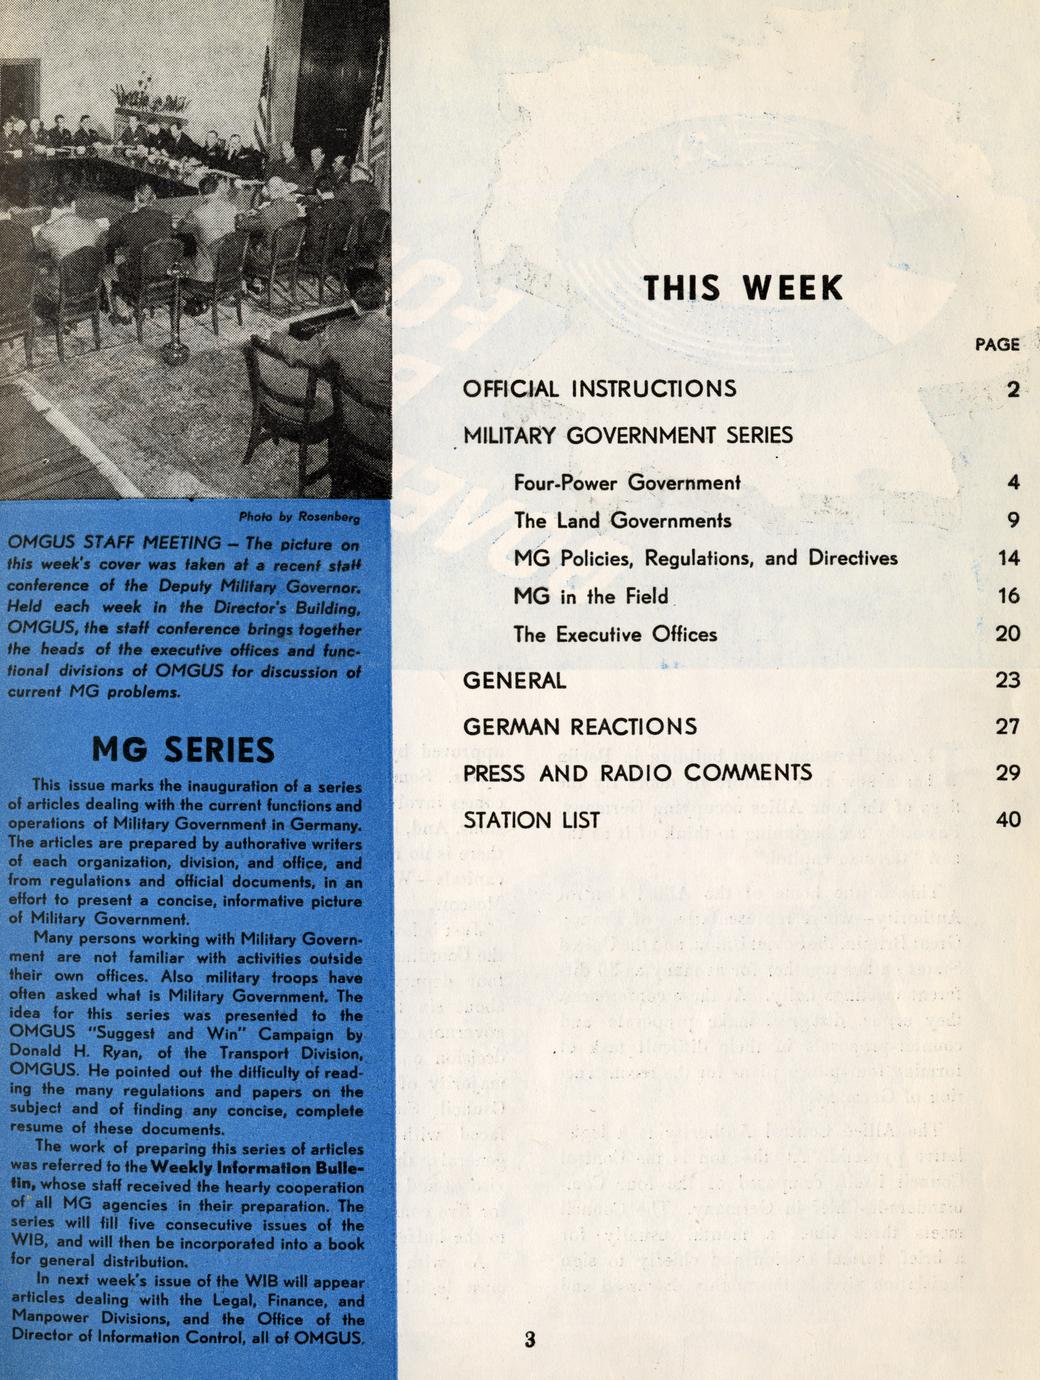 Photo by Rosenberg
OMGUS STAFF MEETING – The picture on
this week's cover was taken at a recent staff
conference of the Deputy Military Governor.
Held each week in the Director's Building,
OMGUS, the staff conference brings together
the heads of the executive offices and func-
tional divisions of OMGUS for discussion of
current MG problems.
MG SERIES
This issue marks the inauguration of a series
of articles dealing with the current functions and
operations of Military Government in Germany.
The articles are prepared by authorative writers
of each organization, division, and office, and
from regulations and official documents, in an
effort to present a concise, informative picture
of Military Government.
Many persons working with Military Govern-
ment are not familiar with activities outside
their own offices. Also military troops have
often asked what is Military Government. The
idea for this series was presented to the
OMGUS "Suggest and Win" Campaign by
Donald H. Ryan, of the Transport Division,
OMGUS. He pointed out the difficulty of read-
ing the many regulations and papers on the
subject and of finding any concise, complete
resume of these documents.
The work of preparing this series of articles
was referred to the Weekly Information Bulle-
tin, whose staff received the hearty cooperation
of all MG agencies in their preparation. The
series will fill five consecutive issues of the
WIB, and will then be incorporated into a book
for general distribution.
In next week's issue of the WIB will appear
articles dealing with the Legal, Finance, and
Manpower Divisions, and the Office of the
Director of Information Control, all of OMGUS.
THIS WEEK
PAGE
OFFICIAL INSTRUCTIONS 2
MILITARY GOVERNMENT SERIES
Four-Power Government 4
The Land Governments 9
MG Policies, Regulations, and Directives 14
MG in the Field 16
The Executive Offices 20
GENERAL 23
GERMAN REACTIONS 27
PRESS AND RADIO COMMENTS 29
STATION LIST 40
3